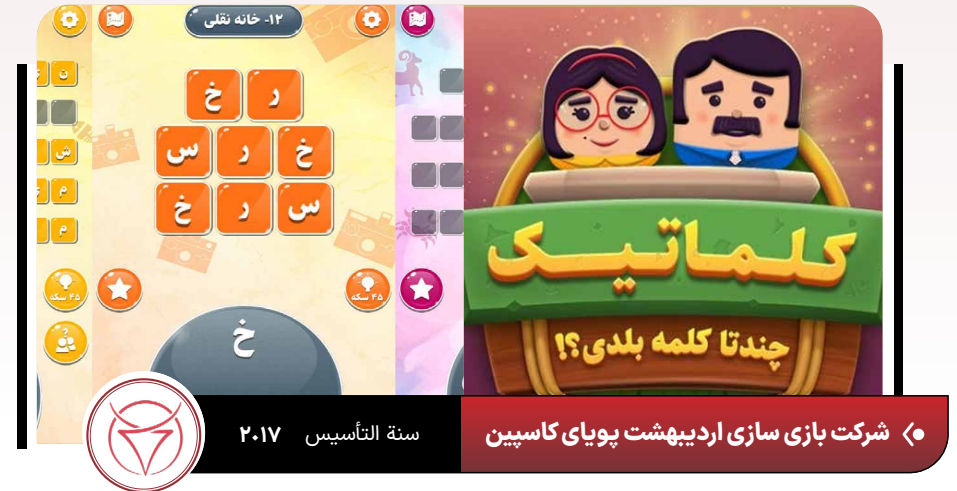 ۱۲- خانه نقلی
ر خ
خ ر س
س ر خ
ن
ش
م
م
۴۵ سکه
۴۵ سکه
خ
کلماتیک
چندتا کلمه بلدی؟!
شرکت بازی سازی اردیبهشت پویای کاسپین
سنة التأسيس ۲۰۱۷